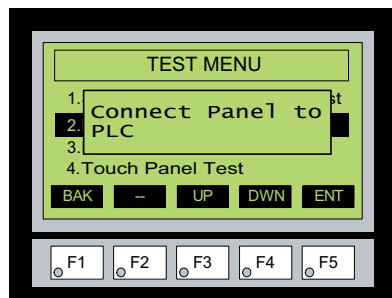 TEST MENU
1.
st
Connect Panel to
PLC
2.
3.
4.Touch Panel Test
BAK -- UP DWN ENT
F1 F2 F3 F4 F5